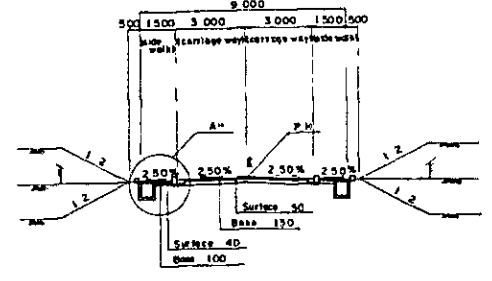 9 000
500 1500 3 000 3 000 1500 500
side walk (carriage way) (carriage way) side walk
A
P H
1 2
1 2
2.50% 2.50% 2.50% 2.50%
1 2
1 2
Surface 50
Base 150
Surface 40
Base 100